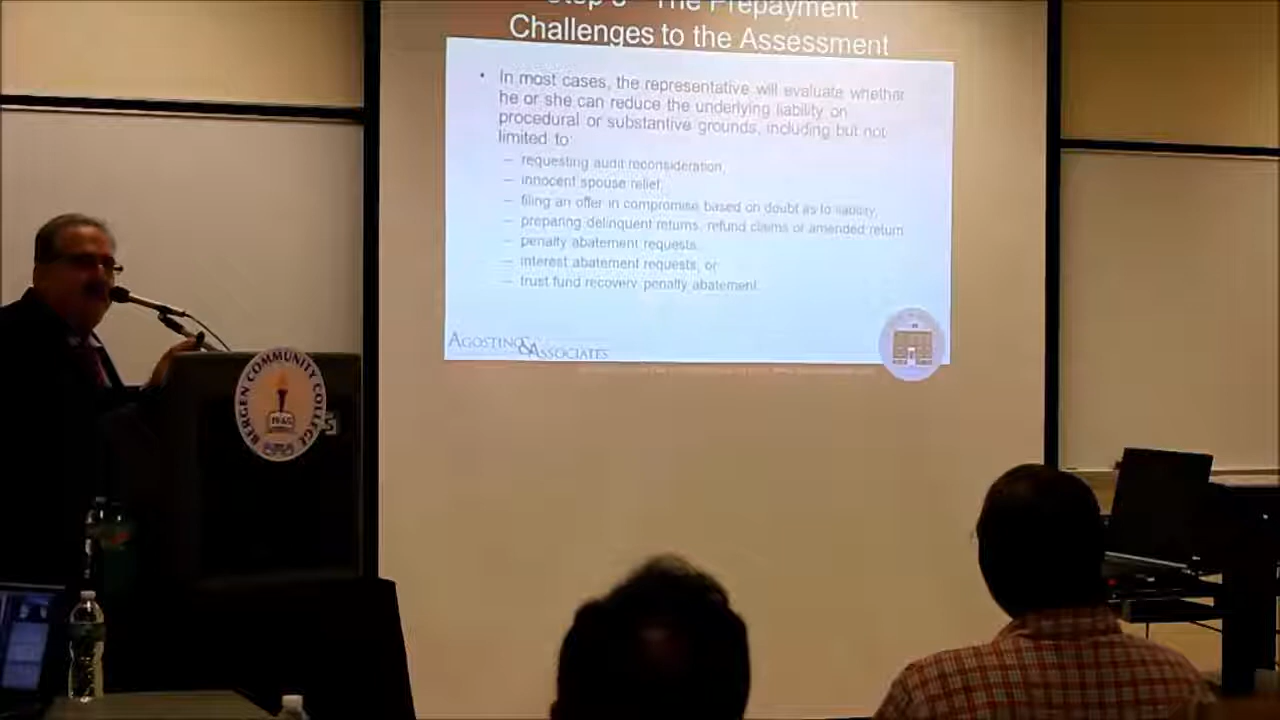 The Prepayment
Challenges to the Assessment
• In most cases, the representative will evaluate whether
he or she can reduce the underlying liability on
procedural or substantive grounds, including but not
limited to:
– requesting audit reconsideration,
– innocent spouse relief,
– filing an offer in compromise based on doubt as to liability,
– preparing delinquent returns, refund claims or amended return
– penalty abatement requests,
– interest abatement requests, or
– trust fund recovery penalty abatement.
AGOSTINO & ASSOCIATES
BERGEN COMMUNITY COLLEGE
1965